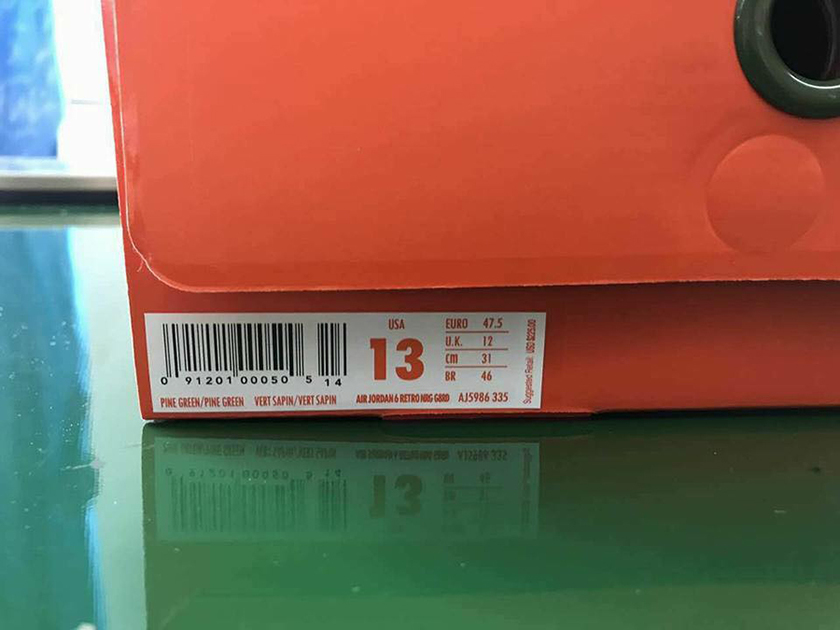 USA
13
EURO 47.5
U.K. 12
CM 31
BR 46
Suggested Retail USD $225.00
0 91201 00050 5 14
PINE GREEN/PINE GREEN VERT SAPIN/VERT SAPIN AIR JORDAN 6 RETRO NRG G8RD AJ5986 335